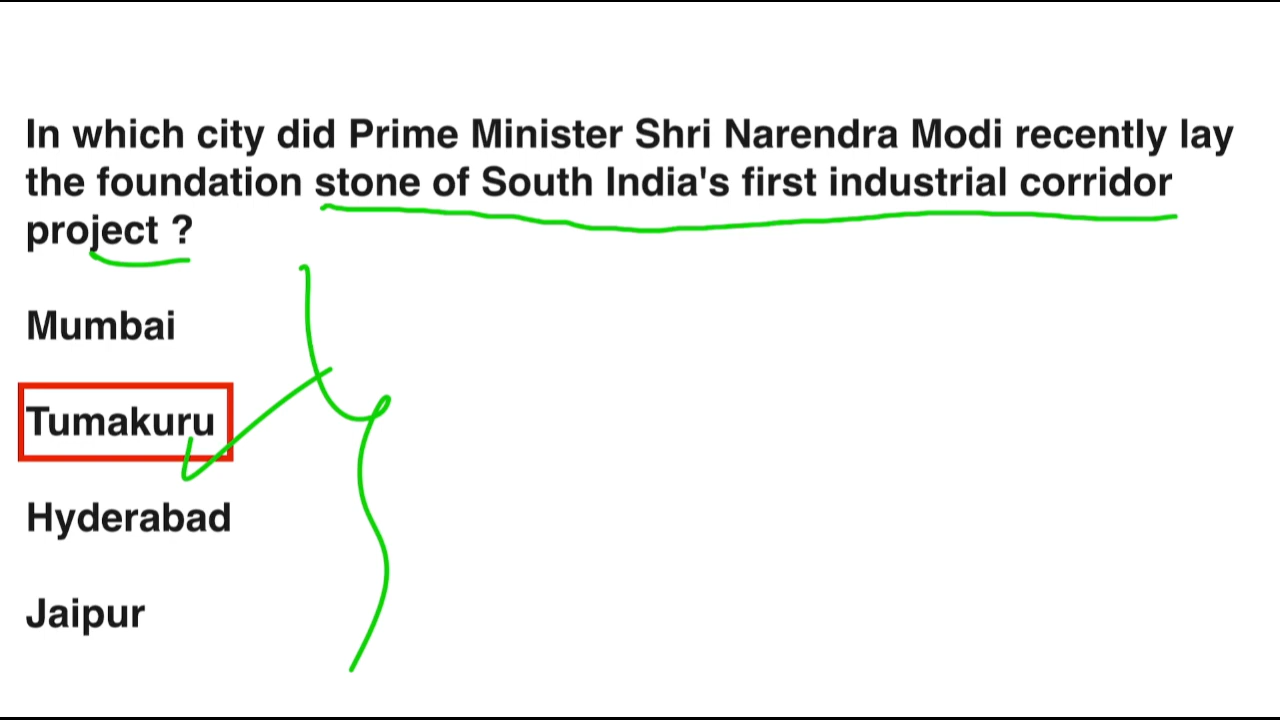 In which city did Prime Minister Shri Narendra Modi recently lay
the foundation stone of South India's first industrial corridor
project ?
Mumbai
Tumakuru
Hyderabad
Jaipur